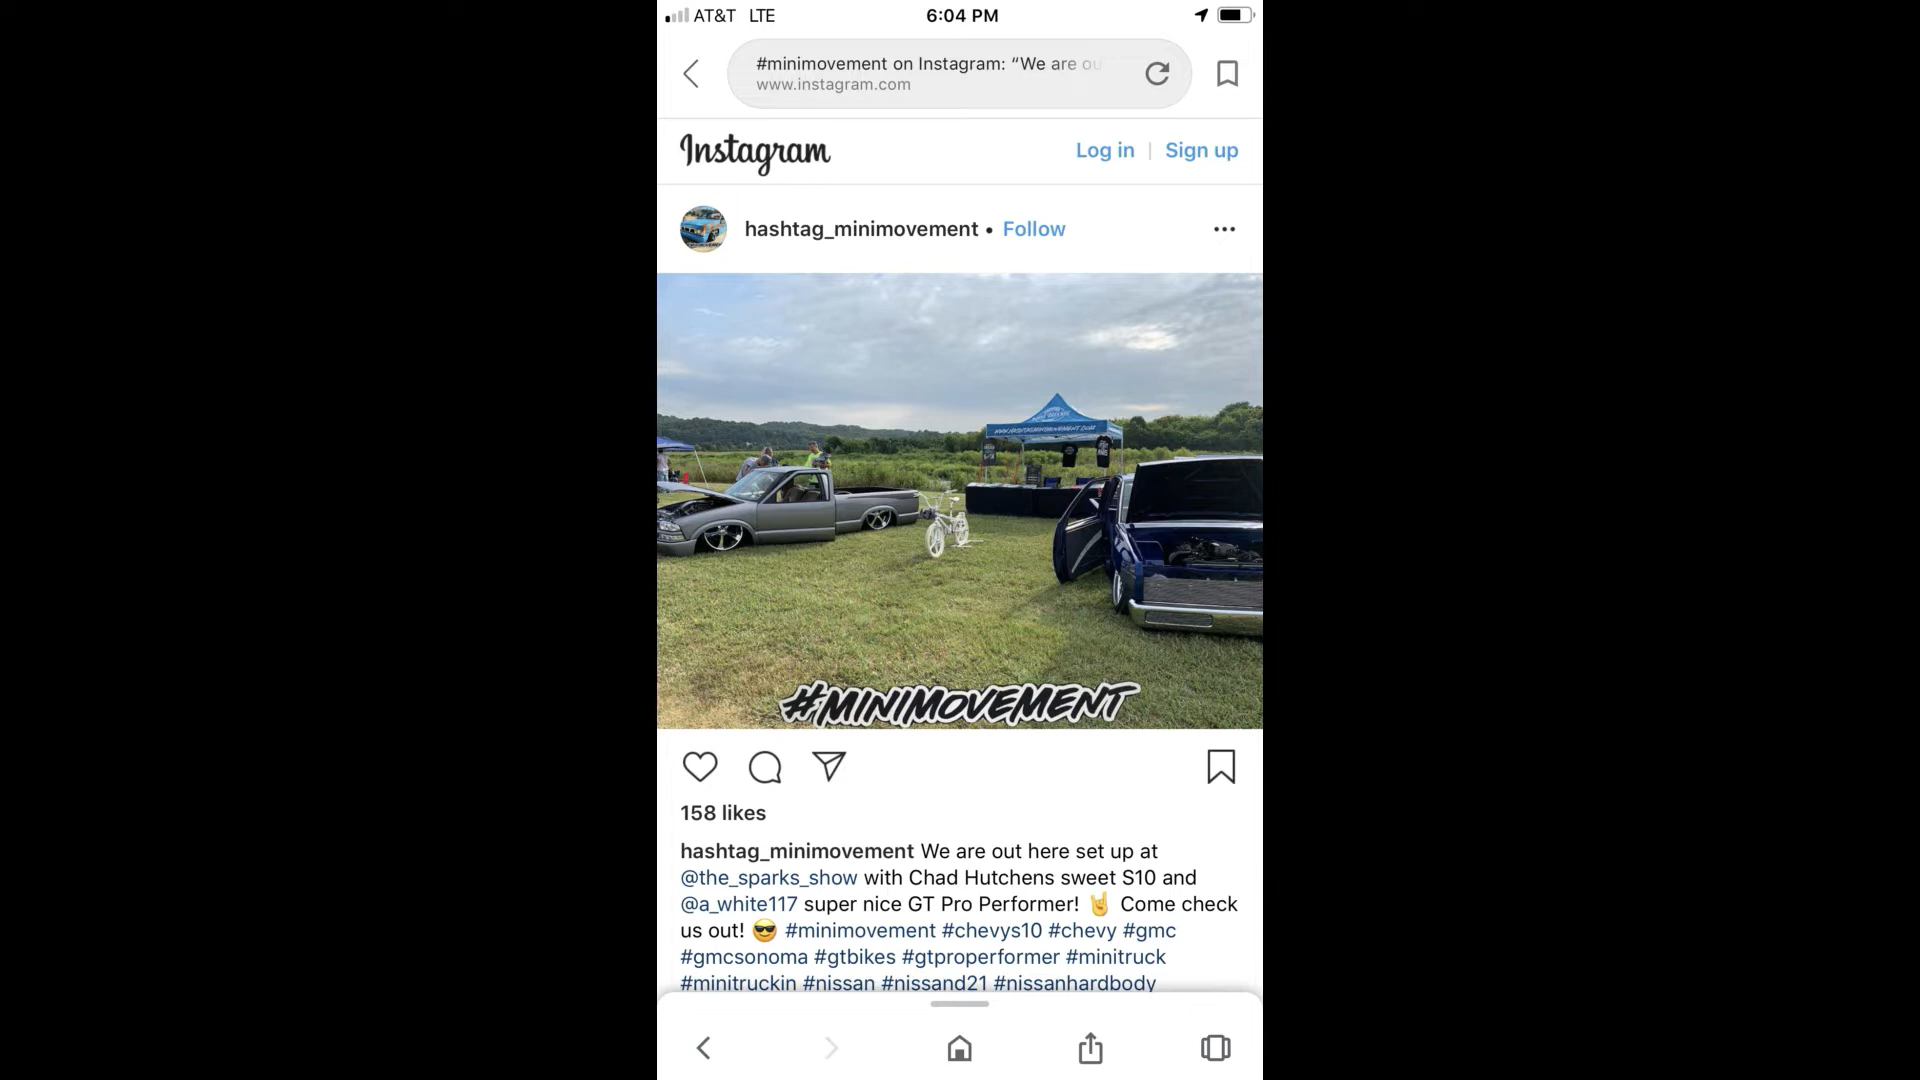 AT&T LTE 6:04 PM
#minimovement on Instagram: “We are ou
www.instagram.com
Instagram
Log in | Sign up
hashtag_minimovement • Follow
WWW.HASHTAGMINIMOVEMENT.COM
#MINIMOVEMENT
158 likes
hashtag_minimovement We are out here set up at
@the_sparks_show with Chad Hutchens sweet S10 and
@a_white117 super nice GT Pro Performer! 🤘 Come check
us out! 😎 #minimovement #chevys10 #chevy #gmc
#gmcsonoma #gtbikes #gtproperformer #minitruck
#minitruckin #nissan #nissand21 #nissanhardbody